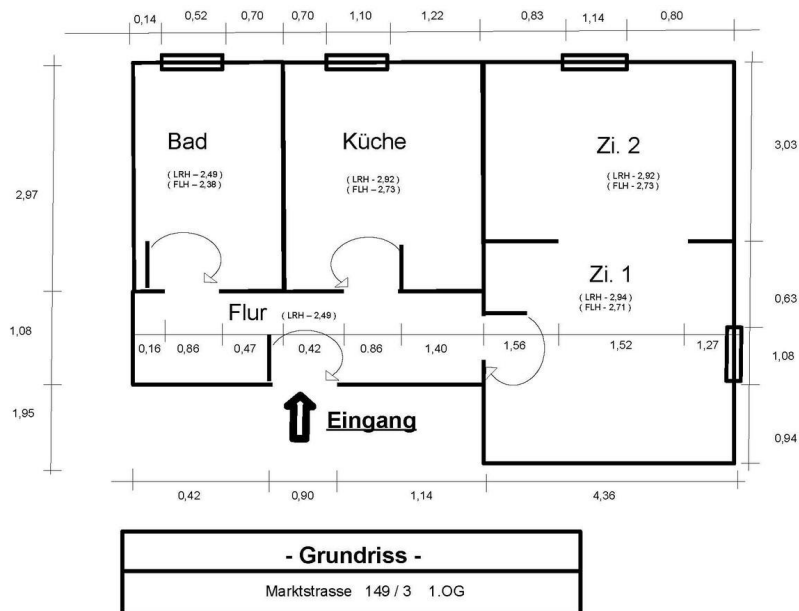 0,14 0,52 0,70 0,70 1,10 1,22 0,83 1,14 0,80
Bad
( LRH – 2,49)
( FLH – 2,38)
Küche
( LRH - 2,92)
( FLH – 2,73)
Zi. 2
( LRH - 2,92 )
( FLH - 2,73)
3,03
2,97
Zi. 1
( LRH – 2,94)
( FLH – 2,71)
0,63
Flur ( LRH – 2,49)
1,08
0,16 0,86 0,47 0,42 0,86 1,40 1,56 1,52 1,27
1,08
1,95
Eingang
0,94
0,42 0,90 1,14 4,36
- Grundriss -
Marktstrasse 149 / 3 1.OG